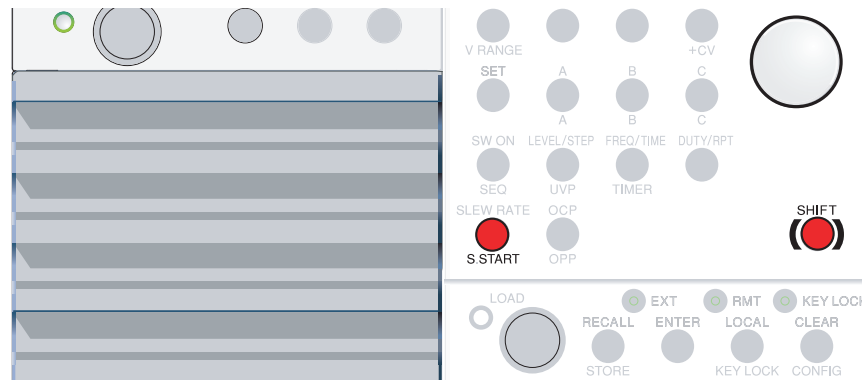 V RANGE +CV
SET A B C
A B C
SW ON LEVEL/STEP FREQ/TIME DUTY/RPT
SEQ UVP TIMER
SLEW RATE OCP SHIFT
S.START OPP
LOAD EXT RMT KEY LOCK
RECALL ENTER LOCAL CLEAR
STORE KEY LOCK CONFIG